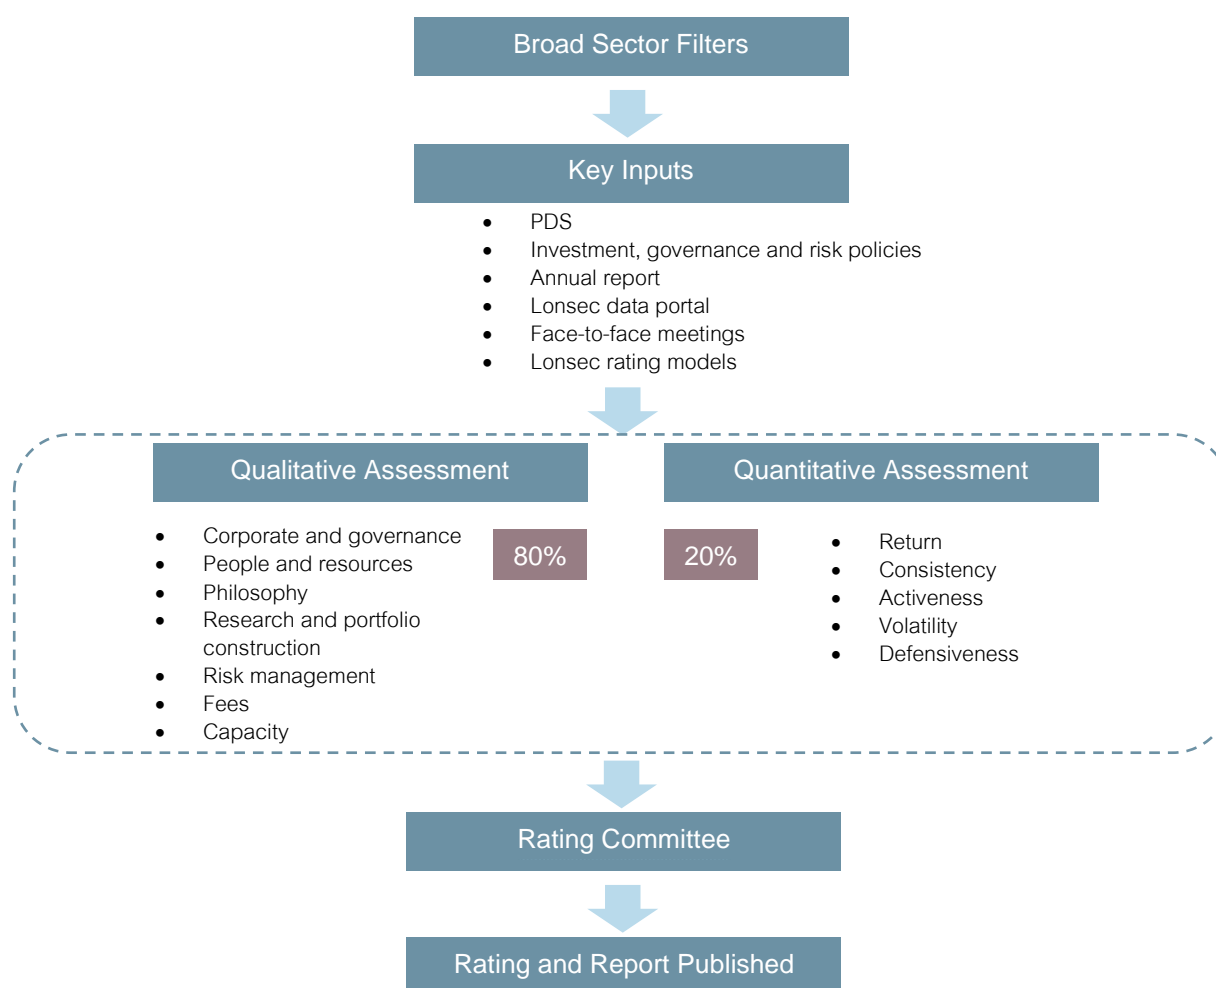 Broad Sector Filters
Key Inputs
• PDS
• Investment, governance and risk policies
• Annual report
• Lonsec data portal
• Face-to-face meetings
• Lonsec rating models
Qualitative Assessment
• Corporate and governance
• People and resources
• Philosophy
• Research and portfolio
construction
• Risk management
• Fees
• Capacity
80%
Quantitative Assessment
20%
• Return
• Consistency
• Activeness
• Volatility
• Defensiveness
Rating Committee
Rating and Report Published